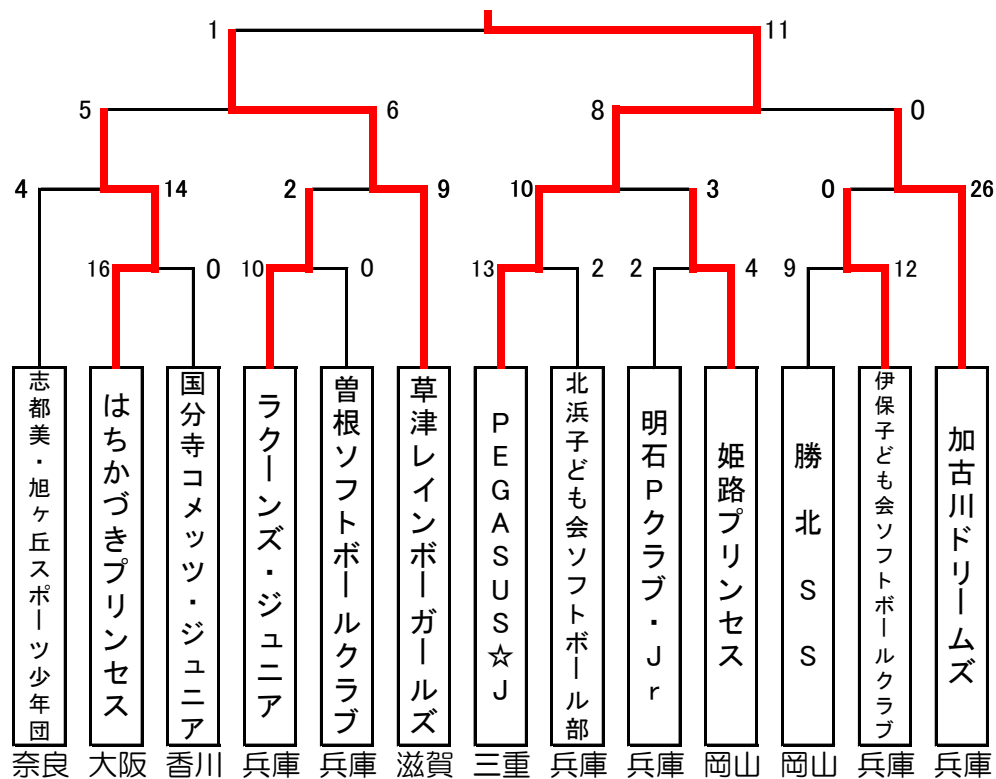 1 11
5 6 8 0
4 14 2 9 10 3 0 26
16 0 10 0 13 2 2 4 9 12
志都美・旭ヶ丘スポーツ少年団
はちかづきプリンセス
国分寺コメッツ・ジュニア
ラクーンズ・ジュニア
曽根ソフトボールクラブ
草津レインボーガールズ
PEGASUS☆J
北浜子ども会ソフトボール部
明石Pクラブ・Jr
姫路プリンセス
勝北SS
伊保子ども会ソフトボールクラブ
加古川ドリームズ
奈良 大阪 香川 兵庫 兵庫 滋賀 三重 兵庫 兵庫 岡山 岡山 兵庫 兵庫